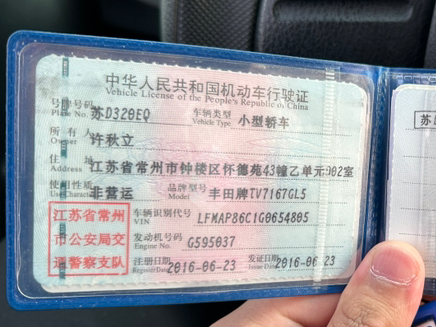 中华人民共和国机动车行驶证
Vehicle License of the People's Republic of China
号牌号码 苏D320EQ 车辆类型 小型轿车
Plate No. Vehicle Type
所有人 许秋立
Owner
住址 江苏省常州市钟楼区怀德苑43幢乙单元902室
Address
使用性质 非营运 品牌型号 丰田牌TV7167GL5
Use Character Model
江苏省常州 车辆识别代号 LFMAP86C1G0654805
市公安局交 VIN
通警察支队 发动机号码 G595037
Engine No.
注册日期 2016-06-23 发证日期 2016-06-23
Register Date Issue Date